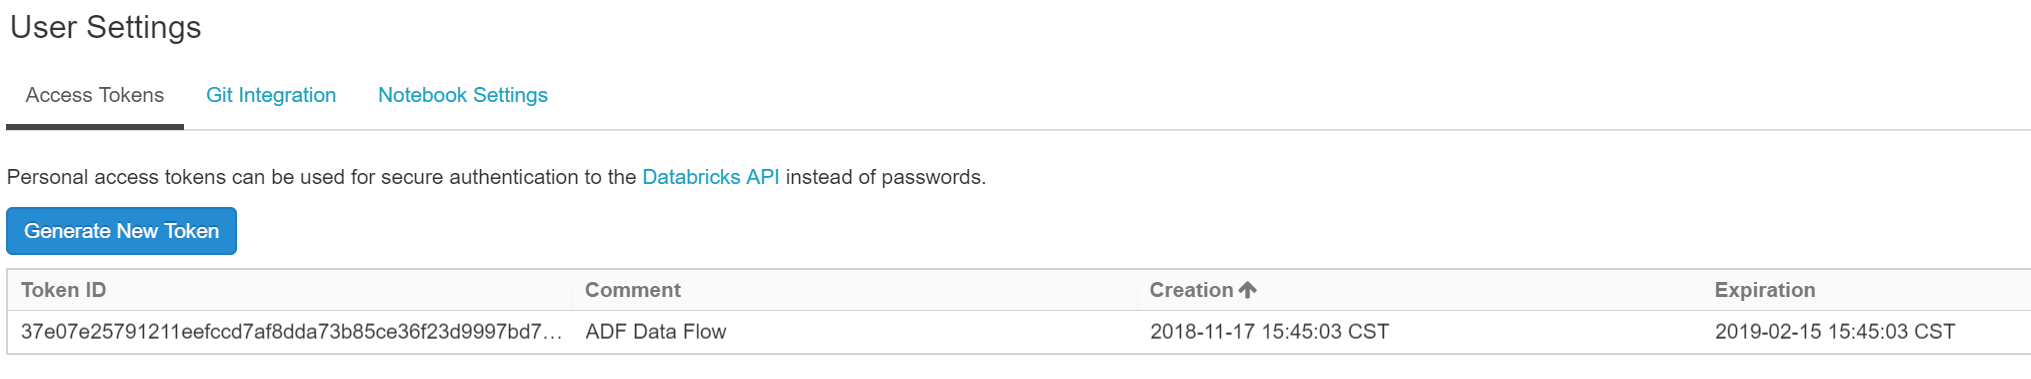 User Settings
Access Tokens Git Integration Notebook Settings
Personal access tokens can be used for secure authentication to the Databricks API instead of passwords.
Generate New Token
Token ID Comment Creation Expiration
37e07e25791211eefccd7af8dda73b85ce36f23d9997bd7… ADF Data Flow 2018-11-17 15:45:03 CST 2019-02-15 15:45:03 CST